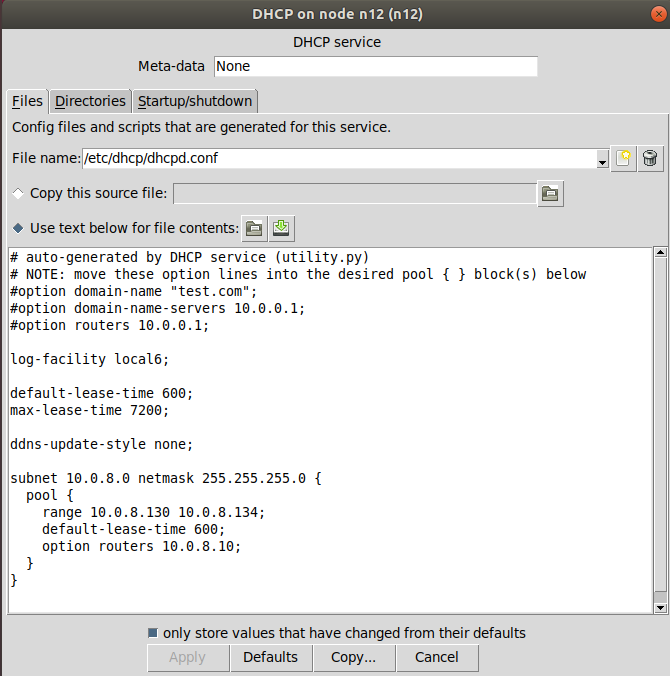 DHCP on node n12 (n12)
DHCP service
Meta-data None
Files Directories Startup/shutdown
Config files and scripts that are generated for this service.
File name: /etc/dhcp/dhcpd.conf
Copy this source file:
Use text below for file contents:
# auto-generated by DHCP service (utility.py)
# NOTE: move these option lines into the desired pool { } block(s) below
#option domain-name "test.com";
#option domain-name-servers 10.0.0.1;
#option routers 10.0.0.1;
log-facility local6;
default-lease-time 600;
max-lease-time 7200;
ddns-update-style none;
subnet 10.0.8.0 netmask 255.255.255.0 {
  pool {
    range 10.0.8.130 10.0.8.134;
    default-lease-time 600;
    option routers 10.0.8.10;
  }
}
only store values that have changed from their defaults
Apply Defaults Copy... Cancel